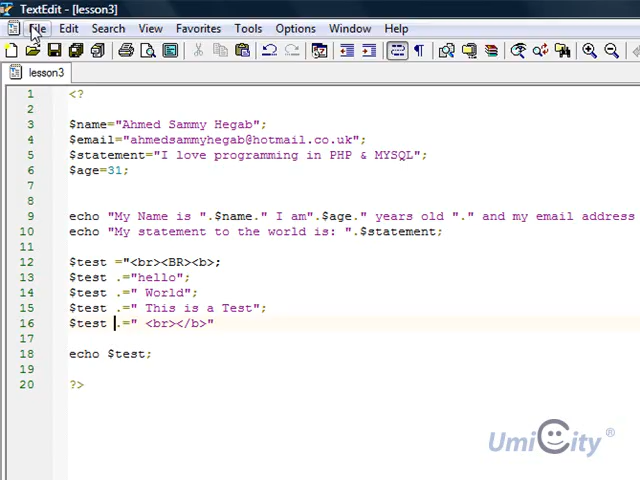 TextEdit - [lesson3]
File Edit Search View Favorites Tools Options Window Help
lesson3
1 <?
2
3 $name="Ahmed Sammy Hegab";
4 $email="ahmedsammyhegab@hotmail.co.uk";
5 $statement="I love programming in PHP & MYSQL";
6 $age=31;
7
8
9 echo "My Name is ".$name." I am".$age." years old "." and my email address
10 echo "My statement to the world is: ".$statement;
11
12 $test ="<br><BR><b>;
13 $test .="hello";
14 $test .=" World";
15 $test .=" This is a Test";
16 $test .=" <br></b>"
17
18 echo $test;
19
20 ?>
UmiCity ®